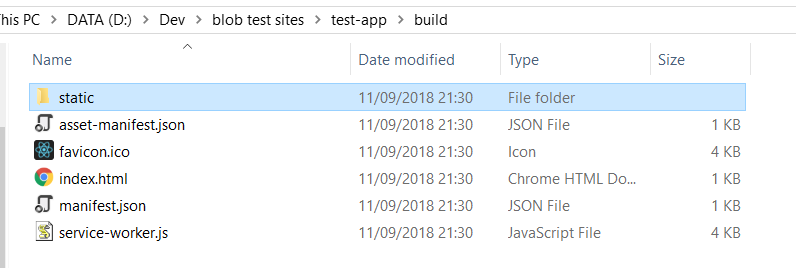 his PC > DATA (D:) > Dev > blob test sites > test-app > build
Name Date modified Type Size
static 11/09/2018 21:30 File folder
asset-manifest.json 11/09/2018 21:30 JSON File 1 KB
favicon.ico 11/09/2018 21:30 Icon 4 KB
index.html 11/09/2018 21:30 Chrome HTML Do... 1 KB
manifest.json 11/09/2018 21:30 JSON File 1 KB
service-worker.js 11/09/2018 21:30 JavaScript File 4 KB